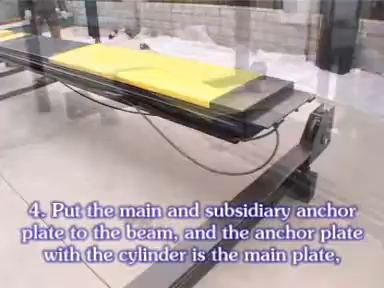 4. Put the main and subsidiary anchor
plate to the beam, and the anchor plate
with the cylinder is the main plate,